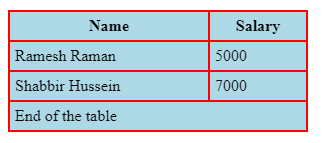 Name Salary
Ramesh Raman 5000
Shabbir Hussein 7000
End of the table